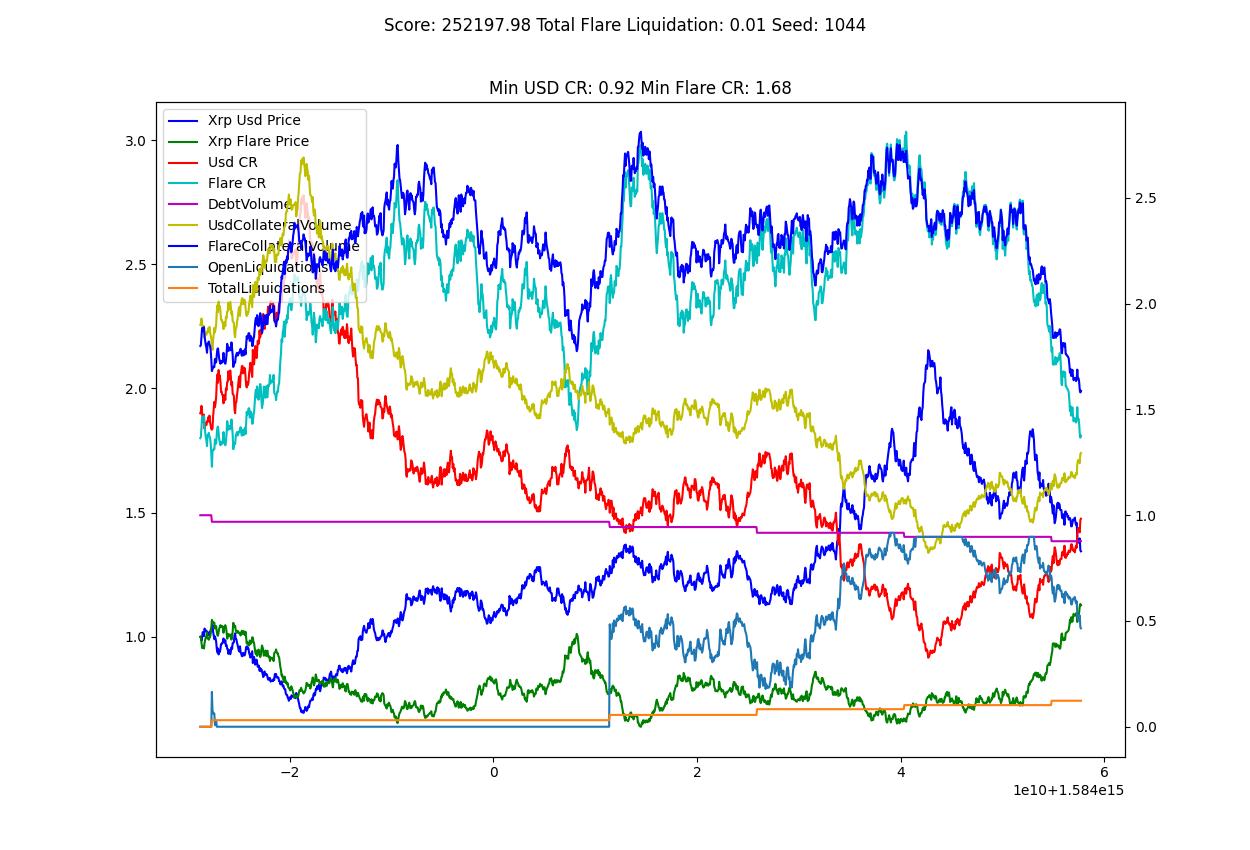 Score: 252197.98 Total Flare Liquidation: 0.01 Seed: 1044
Min USD CR: 0.92 Min Flare CR: 1.68
Xrp Usd Price
Xrp Flare Price
Usd CR
Flare CR
DebtVolume
UsdCollateralVolume
FlareCollateralVolume
OpenLiquidations
TotalLiquidations
3.0
2.5
2.0
1.5
1.0
2.5
2.0
1.5
1.0
0.5
0.0
−2
0
2
4
6
1e10+1.584e15